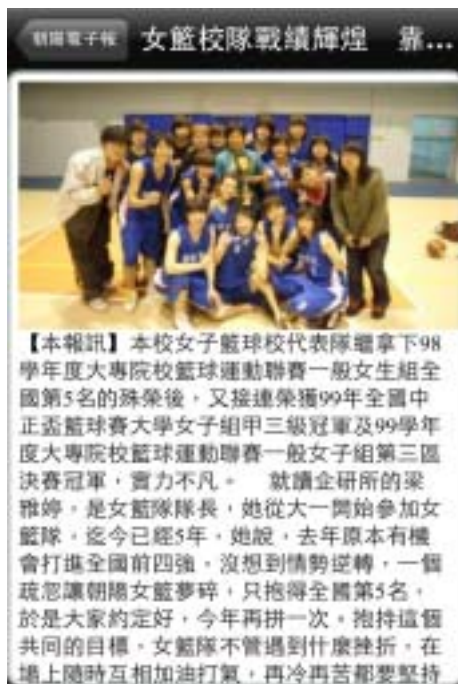 朝陽電子報
女籃校隊戰績輝煌　靠...
【本報訊】本校女子籃球校代表隊繼拿下98
學年度大專院校籃球運動聯賽一般女生組全
國第5名的殊榮後，又接連榮獲99年全國中
正盃籃球賽大學女子組甲三級冠軍及99學年
度大專院校籃球運動聯賽一般女子組第三區
決賽冠軍，實力不凡。　就讀企研所的梁
雅婷，是女籃隊隊長，她從大一開始參加女
籃隊，迄今已經5年，她說，去年原本有機
會打進全國前四強，沒想到情勢逆轉，一個
疏忽讓朝陽女籃夢碎，只抱得全國第5名，
於是大家約定好，今年再拼一次。抱持這個
共同的目標，女籃隊不管遇到什麼挫折，在
場上隨時互相加油打氣，再冷再苦都要堅持